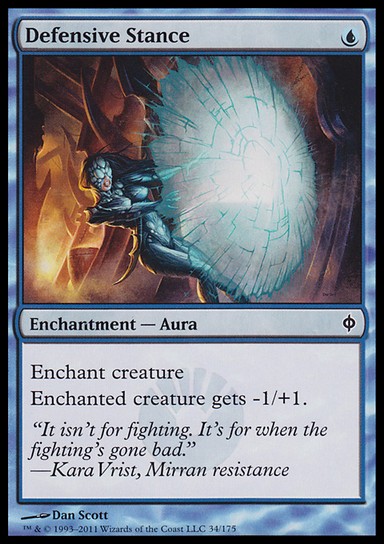 Defensive Stance
Enchantment — Aura
Enchant creature
Enchanted creature gets -1/+1.
“It isn’t for fighting. It’s for when the
fighting’s gone bad.”
—Kara Vrist, Mirran resistance
Dan Scott
™ & © 1993–2011 Wizards of the Coast LLC 34/175